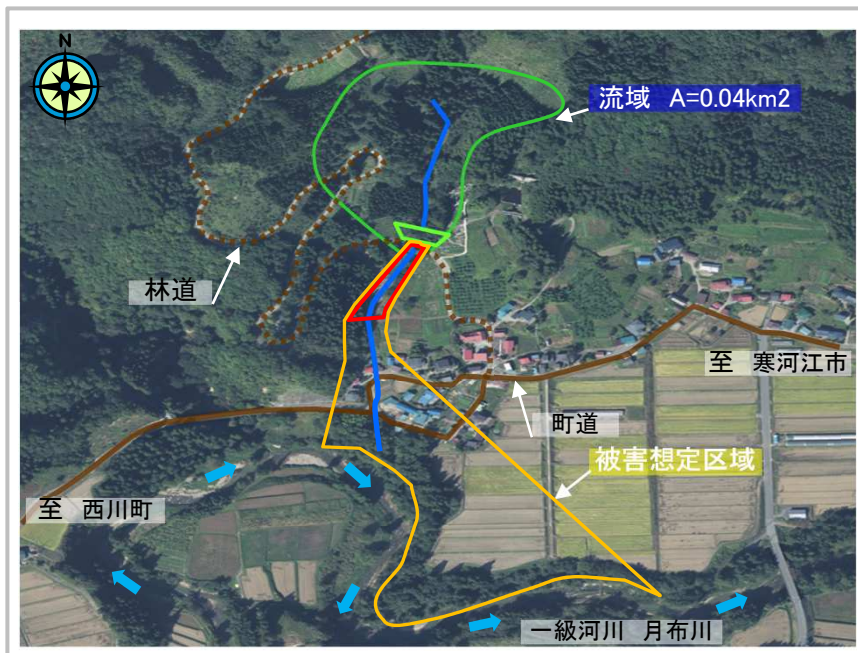 N
流域 A=0.04km2
林道
至 寒河江市
町道
被害想定区域
至 西川町
一級河川 月布川